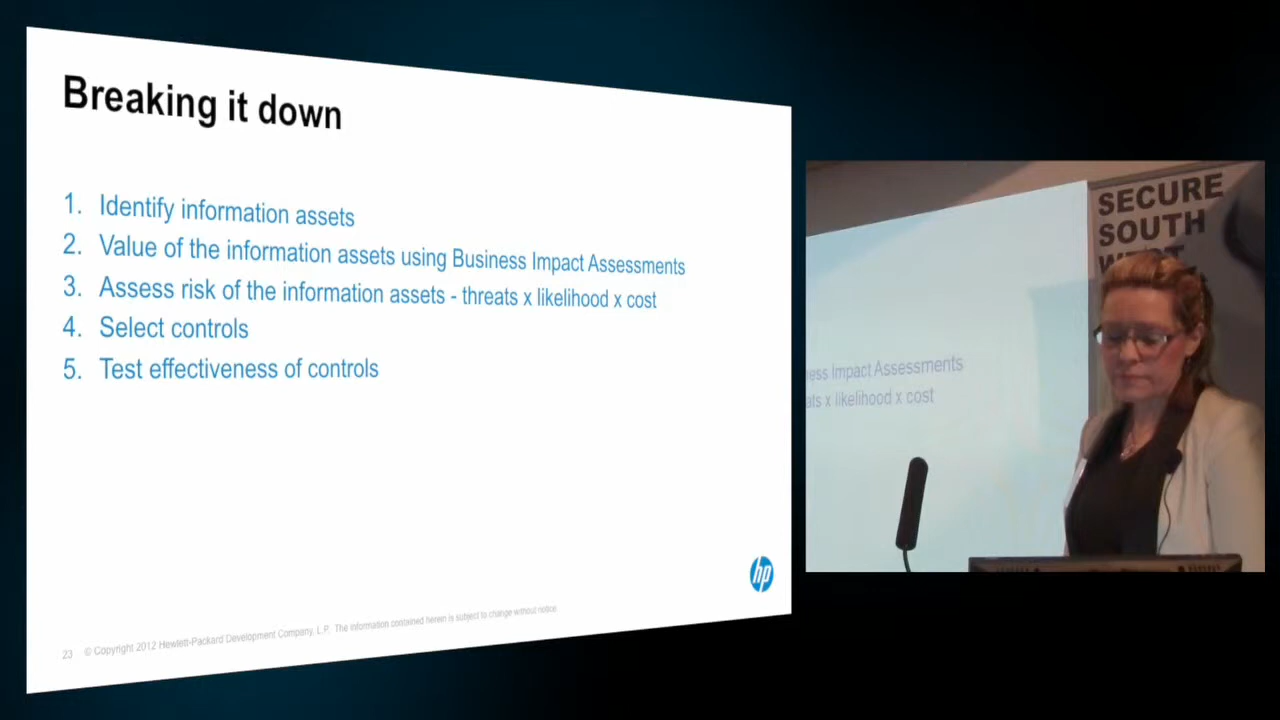 Breaking it down
1. Identify information assets
2. Value of the information assets using Business Impact Assessments
3. Assess risk of the information assets - threats x likelihood x cost
4. Select controls
5. Test effectiveness of controls
hp
23 © Copyright 2012 Hewlett-Packard Development Company, L.P. The information contained herein is subject to change without notice.
SECURE
SOUTH
WEST
ness Impact Assessments
ats x likelihood x cost